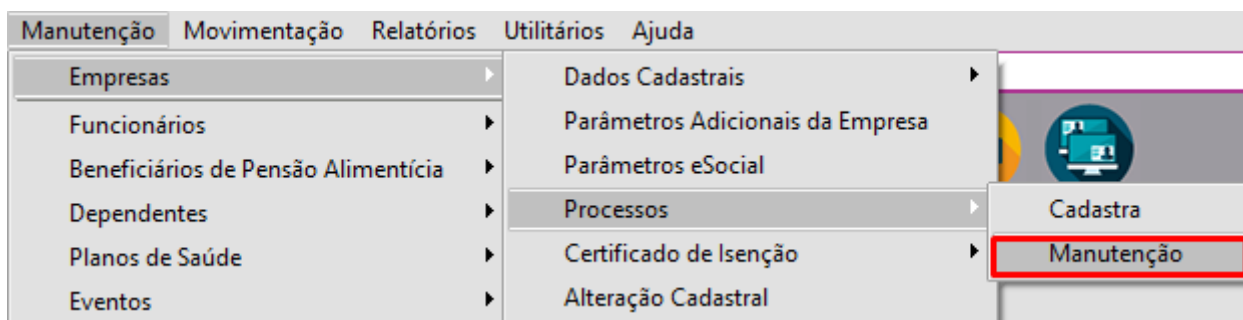 Manutenção Movimentação Relatórios Utilitários Ajuda
Empresas
Funcionários
Beneficiários de Pensão Alimentícia
Dependentes
Planos de Saúde
Eventos
Dados Cadastrais
Parâmetros Adicionais da Empresa
Parâmetros eSocial
Processos
Certificado de Isenção
Alteração Cadastral
Cadastra
Manutenção